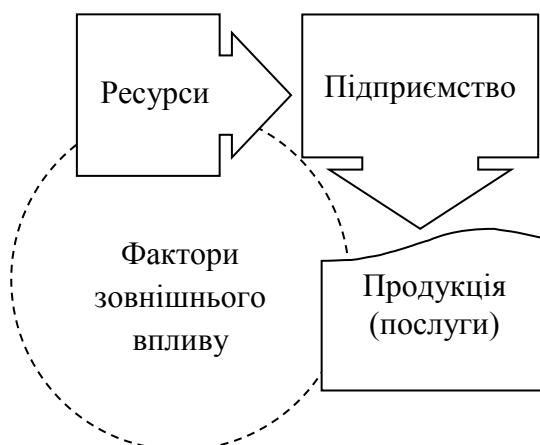 Ресурси
Підприємство
Фактори
зовнішнього
впливу
Продукція
(послуги)